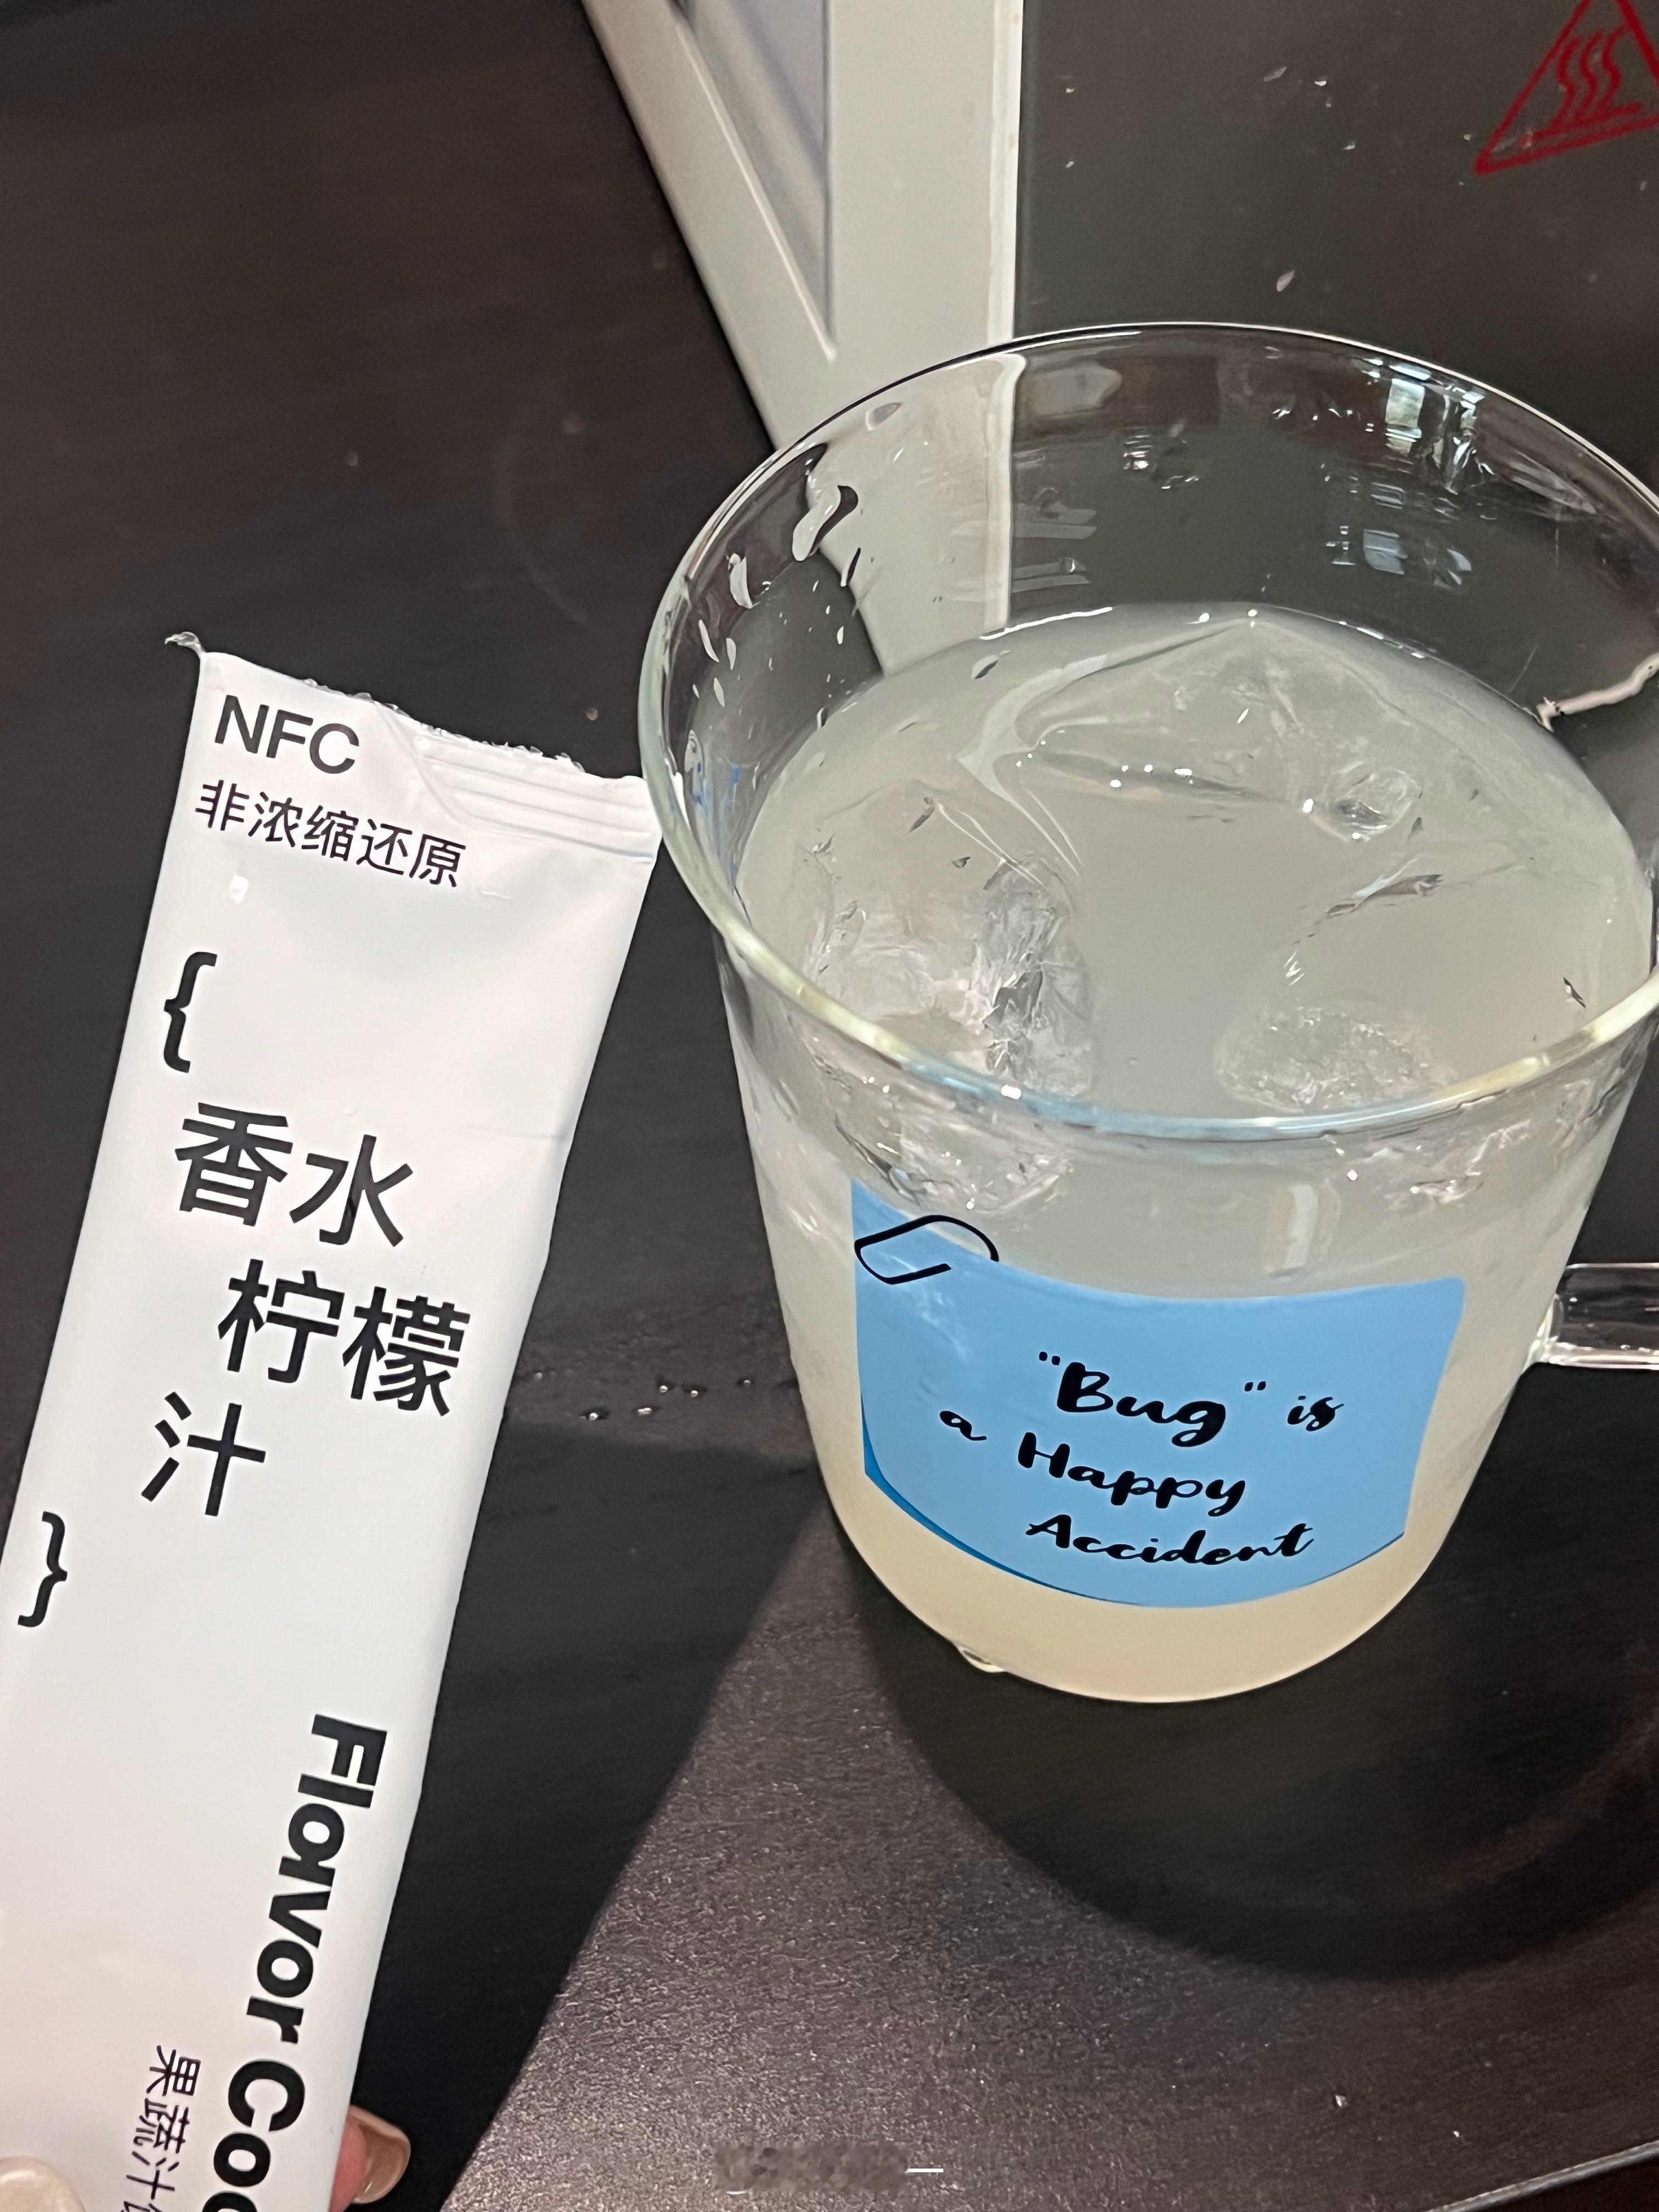 NFC
非浓缩还原
{
香水
柠檬
汁
}
Flavor
果蔬汁
"Bug" is
a Happy
Accident